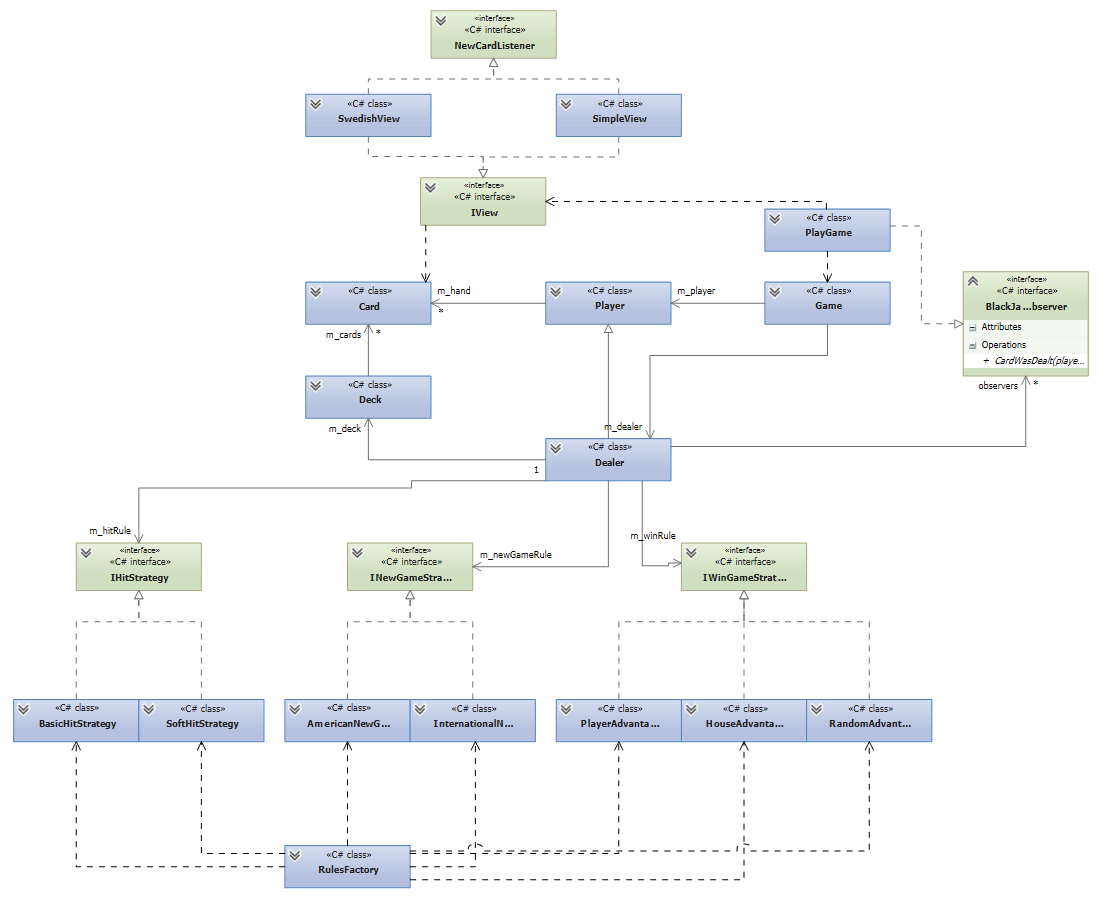 «interface»
«C# interface»
NewCardListener
«C# class»
SwedishView
«C# class»
SimpleView
«interface»
«C# interface»
IView
«C# class»
PlayGame
«interface»
«C# interface»
BlackJa...bserver
Attributes
Operations
+ CardWasDealt(playe...
«C# class»
Card
m_hand
*
«C# class»
Player
m_player
«C# class»
Game
m_cards
*
«C# class»
Deck
m_deck
observers
*
m_dealer
«C# class»
Dealer
1
m_hitRule
m_newGameRule
m_winRule
«interface»
«C# interface»
IHitStrategy
«interface»
«C# interface»
INewGameStra...
«interface»
«C# interface»
IWinGameStrat...
«C# class»
BasicHitStrategy
«C# class»
SoftHitStrategy
«C# class»
AmericanNewG...
«C# class»
InternationalN...
«C# class»
PlayerAdvanta...
«C# class»
HouseAdvanta...
«C# class»
RandomAdvant...
«C# class»
RulesFactory